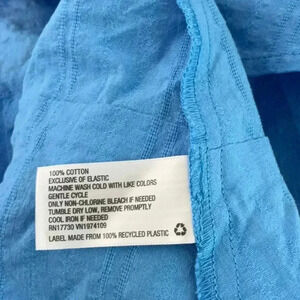 100% COTTON
EXCLUSIVE OF ELASTIC
MACHINE WASH COLD WITH LIKE COLORS
GENTLE CYCLE
ONLY NON-CHLORINE BLEACH IF NEEDED
TUMBLE DRY LOW, REMOVE PROMPTLY
COOL IRON IF NEEDED
RN17730 VN1974109
LABEL MADE FROM 100% RECYCLED PLASTIC